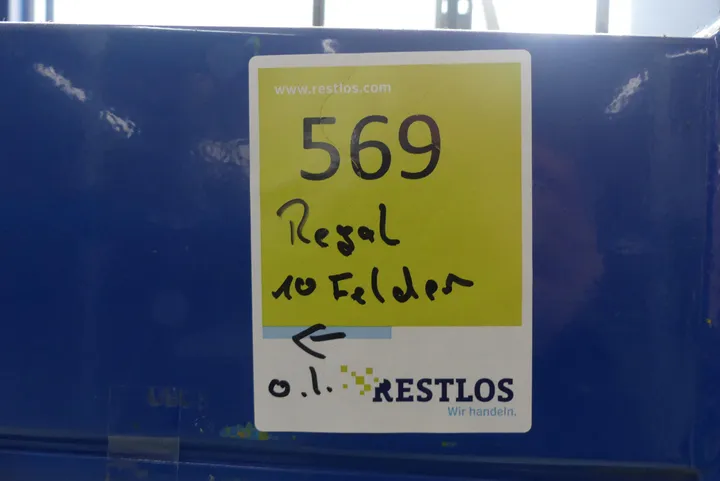 www.restlos.com
569
Regal
10 Felder
←
o.l.
RESTLOS
Wir handeln.